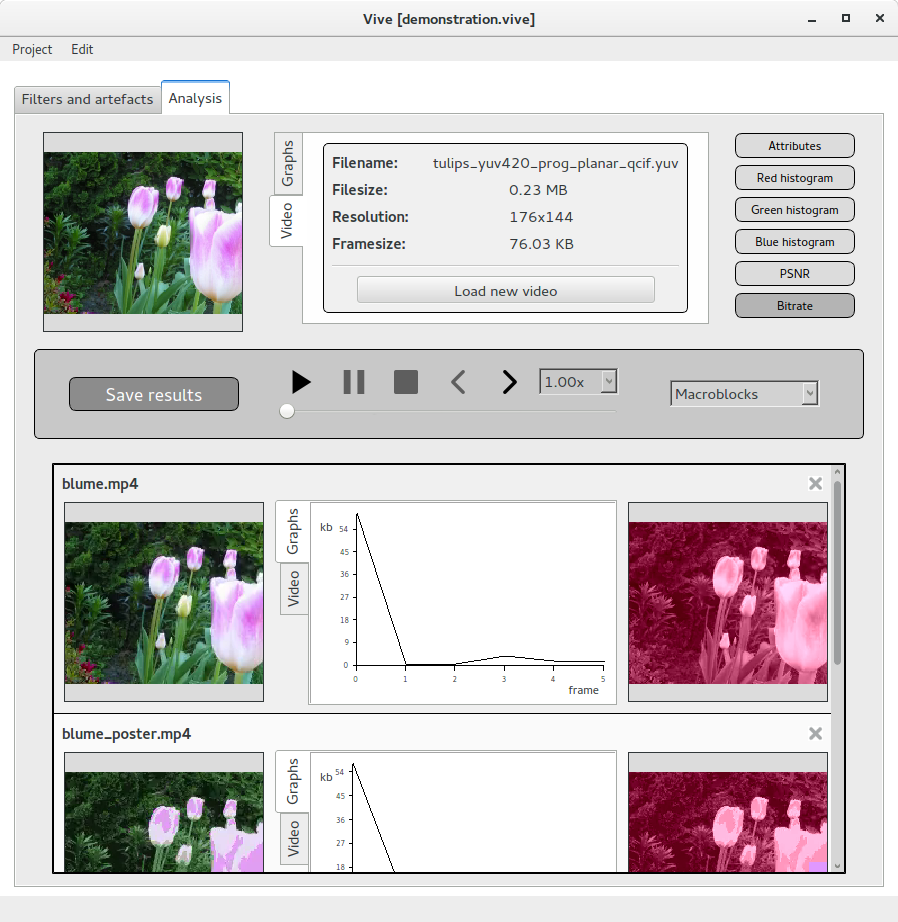 Vive [demonstration.vive]
Project Edit
Filters and artefacts Analysis
Graphs
Video
Filename: tulips_yuv420_prog_planar_qcif.yuv
Filesize: 0.23 MB
Resolution: 176x144
Framesize: 76.03 KB
Load new video
Attributes
Red histogram
Green histogram
Blue histogram
PSNR
Bitrate
Save results
1.00x
Macroblocks
blume.mp4
Graphs
Video
kb
54
45
36
27
18
9
0
0 1 2 3 4 5
frame
blume_poster.mp4
Graphs
Video
kb
54
45
36
27
18